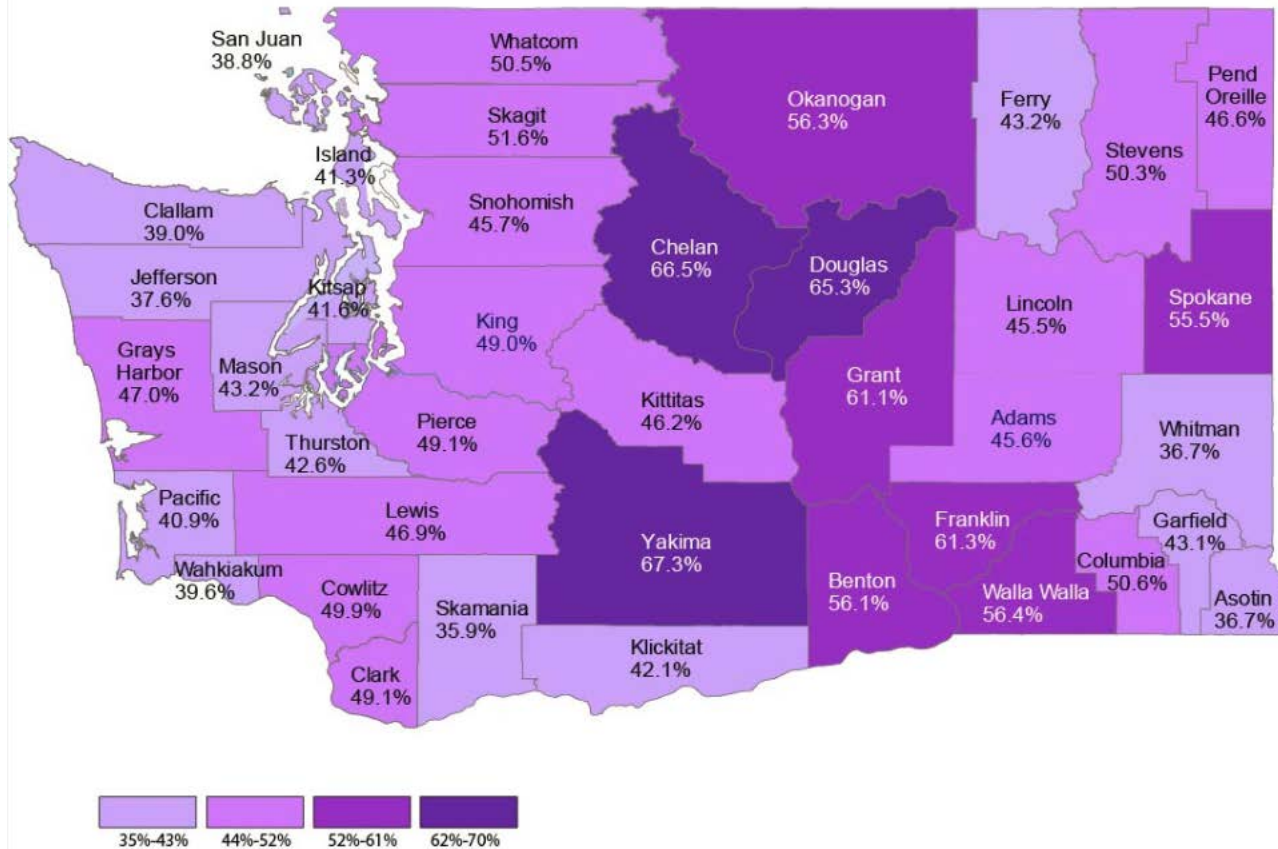 San Juan
38.8%
Whatcom
50.5%
Skagit
51.6%
Okanogan
56.3%
Ferry
43.2%
Stevens
50.3%
Pend
Oreille
46.6%
Island
41.3%
Clallam
39.0%
Snohomish
45.7%
Chelan
66.5%
Douglas
65.3%
Jefferson
37.6%
Kitsap
41.6%
King
49.0%
Lincoln
45.5%
Spokane
55.5%
Grays
Harbor
47.0%
Mason
43.2%
Pierce
49.1%
Kittitas
46.2%
Grant
61.1%
Adams
45.6%
Whitman
36.7%
Thurston
42.6%
Pacific
40.9%
Lewis
46.9%
Yakima
67.3%
Franklin
61.3%
Garfield
43.1%
Wahkiakum
39.6%
Cowlitz
49.9%
Skamania
35.9%
Benton
56.1%
Walla Walla
56.4%
Columbia
50.6%
Asotin
36.7%
Klickitat
42.1%
Clark
49.1%
35%-43%
44%-52%
52%-61%
62%-70%